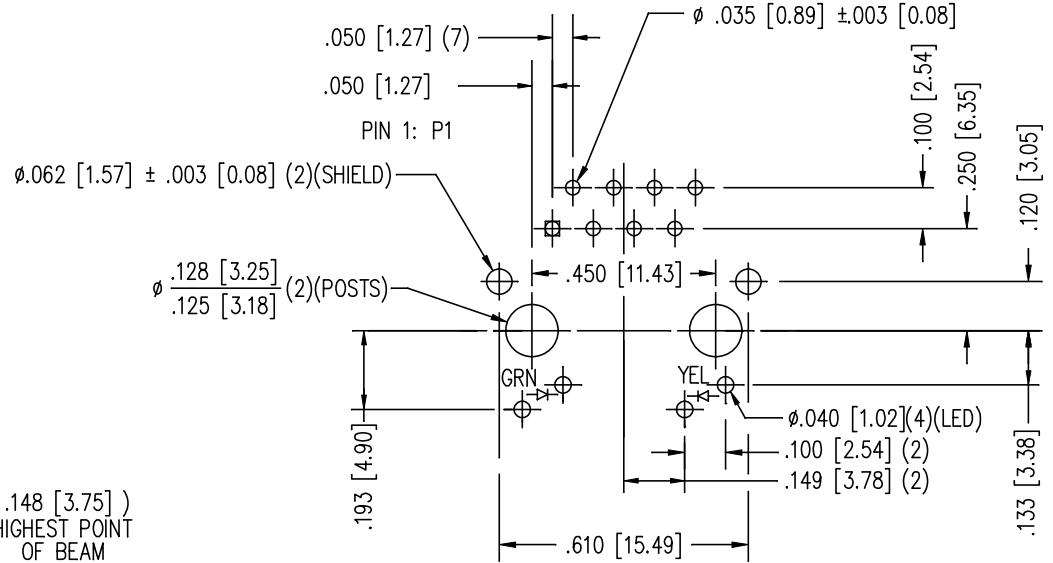 ø .035 [0.89] ±.003 [0.08]
.050 [1.27] (7)
.050 [1.27]
.100 [2.54]
.250 [6.35]
.120 [3.05]
PIN 1: P1
ø.062 [1.57] ± .003 [0.08] (2)(SHIELD)
.450 [11.43]
ø .128 [3.25]
.125 [3.18] (2)(POSTS)
GRN
YEL
ø.040 [1.02](4)(LED)
.100 [2.54] (2)
.149 [3.78] (2)
.193 [4.90]
.133 [3.38]
.148 [3.75] )
HIGHEST POINT
OF BEAM
.610 [15.49]